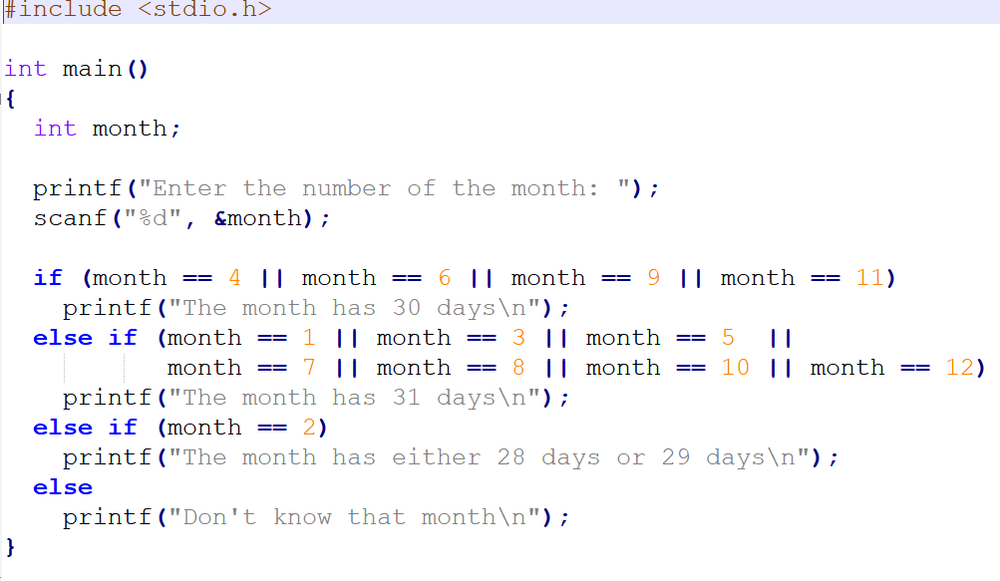 #include <stdio.h>
int main()
{
int month;
printf("Enter the number of the month: ");
scanf("%d", &month);
if (month == 4 || month == 6 || month == 9 || month == 11)
printf("The month has 30 days\n");
else if (month == 1 || month == 3 || month == 5  ||
month == 7 || month == 8 || month == 10 || month == 12)
printf("The month has 31 days\n");
else if (month == 2)
printf("The month has either 28 days or 29 days\n");
else
printf("Don't know that month\n");
}